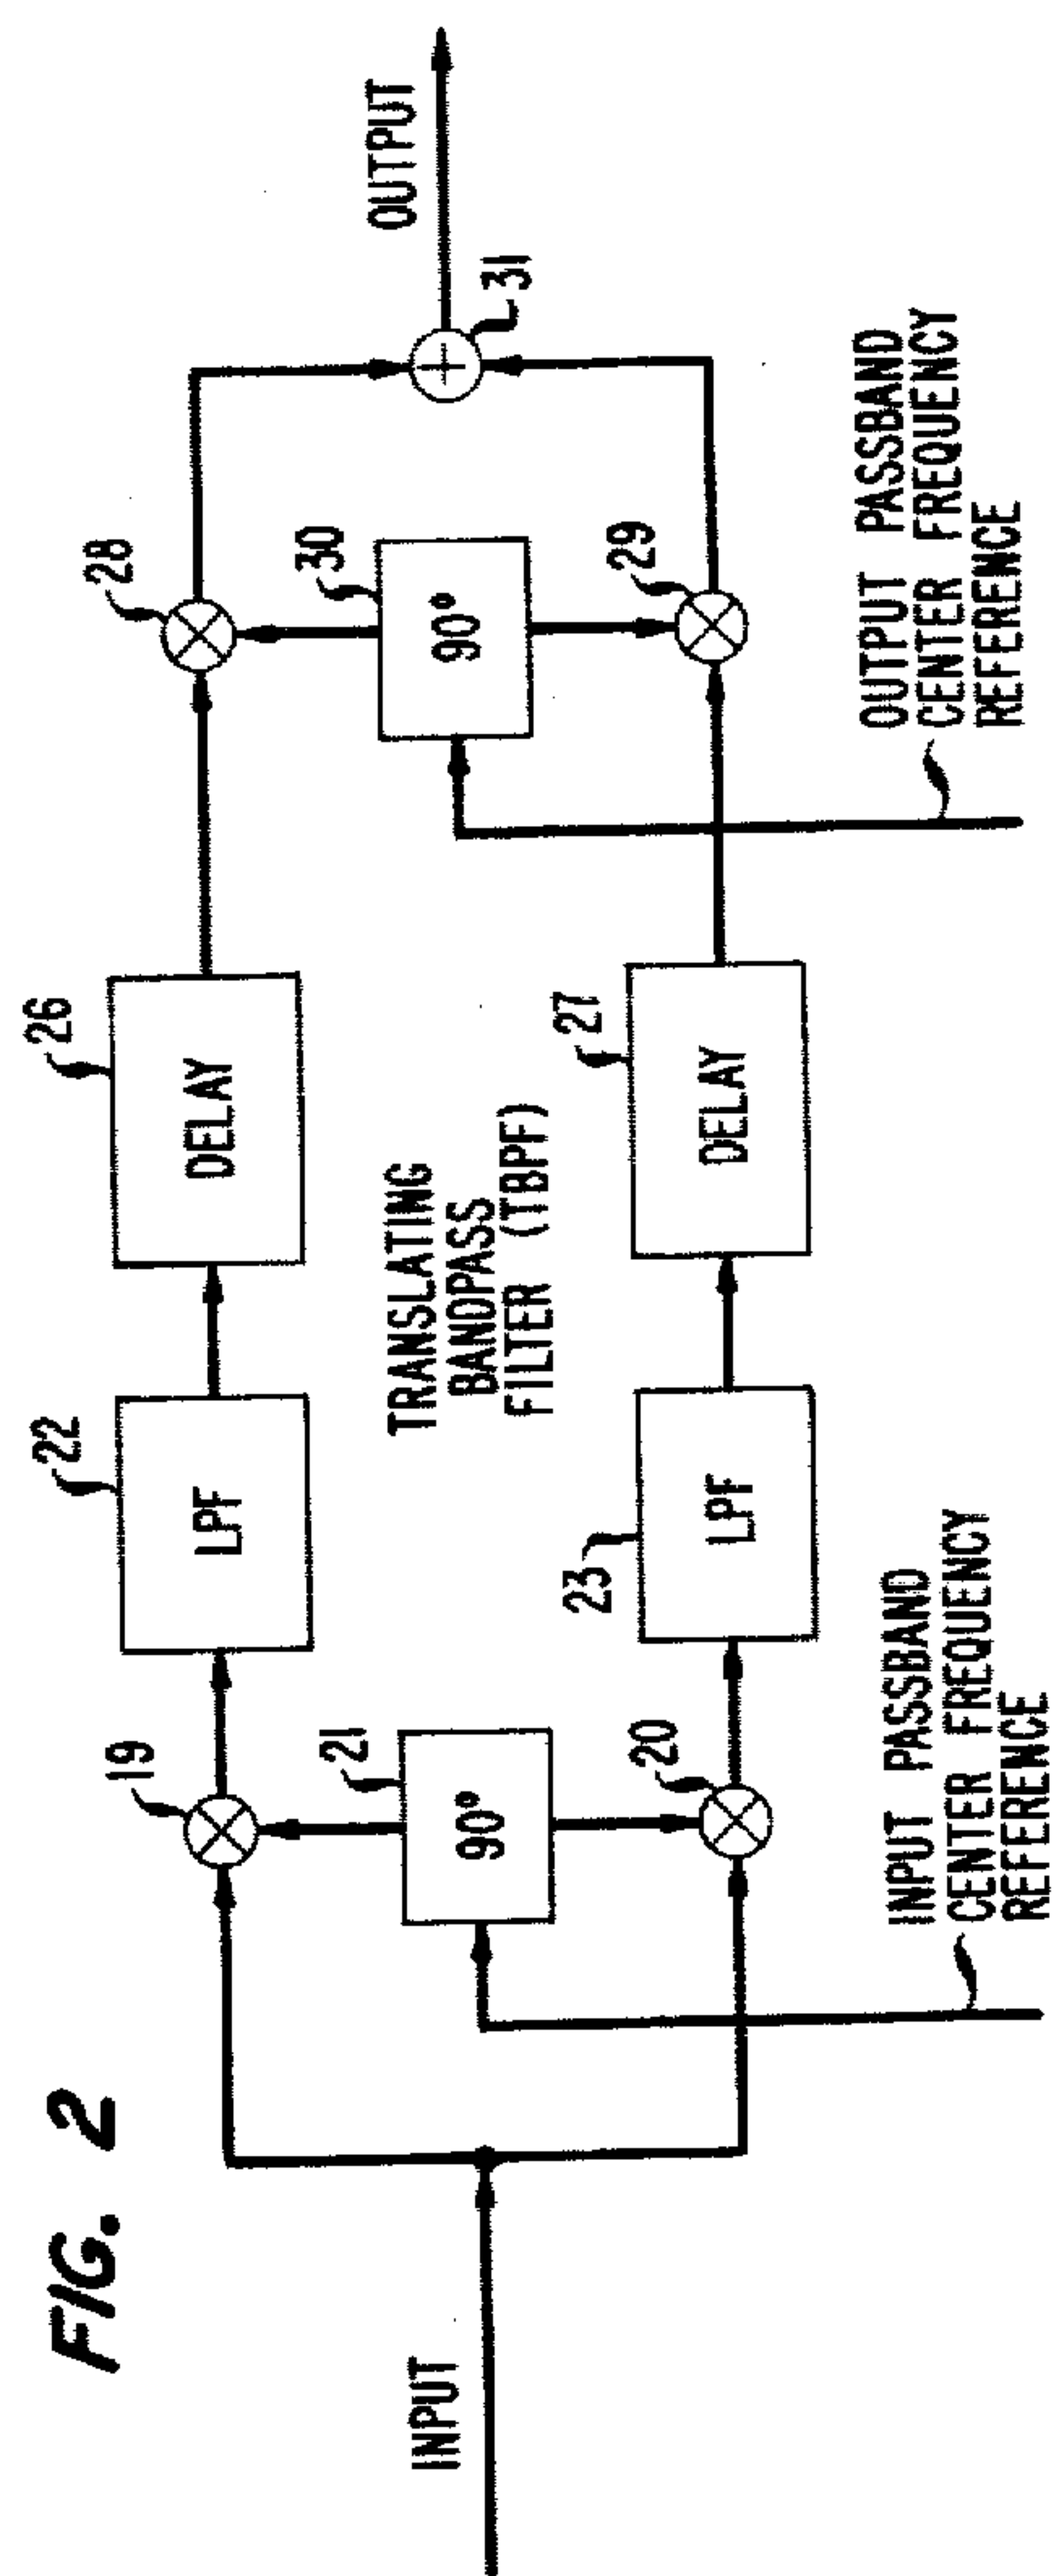 FIG. 2
INPUT
19
20
21
90°
INPUT PASSBAND
CENTER FREQUENCY
REFERENCE
22
LPF
23
LPF
TRANSLATING
BANDPASS
FILTER (TBPF)
26
DELAY
27
DELAY
28
30
90°
29
OUTPUT PASSBAND
CENTER FREQUENCY
REFERENCE
+
31
OUTPUT